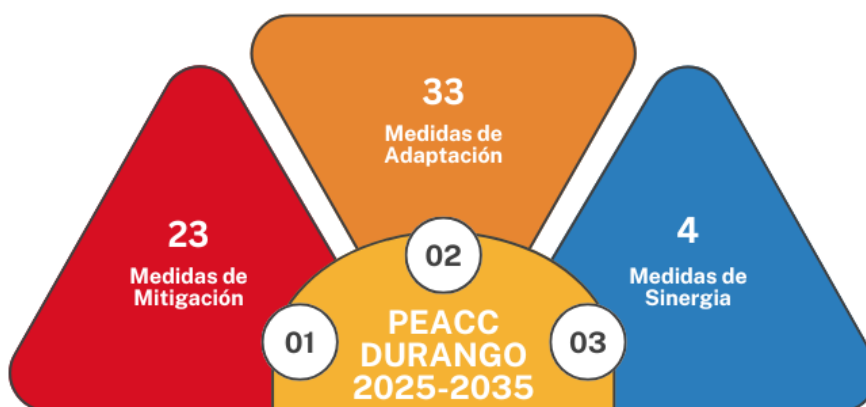 33
Medidas de
Adaptación
23
Medidas de
Mitigación
4
Medidas de
Sinergia
01
02
03
PEACC
DURANGO
2025-2035